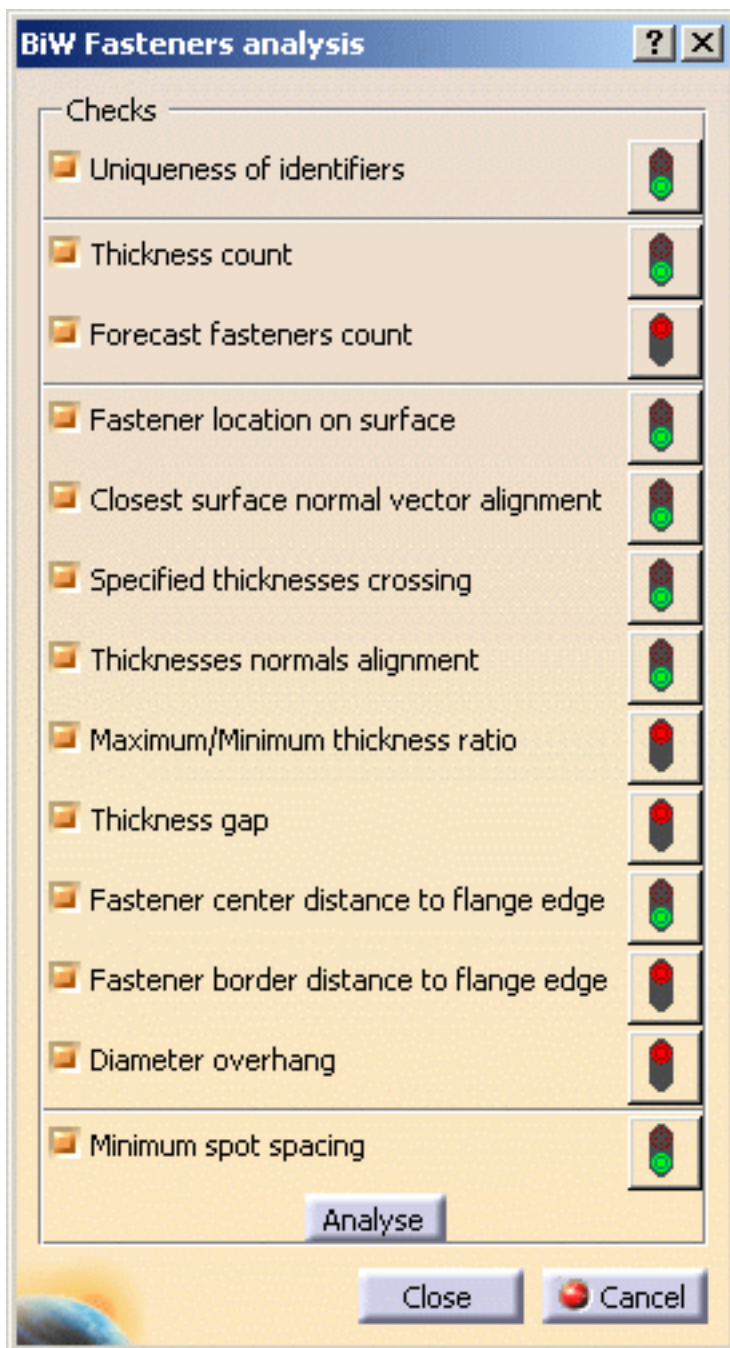 BiW Fasteners analysis
?
Checks
Uniqueness of identifiers
Thickness count
Forecast fasteners count
Fastener location on surface
Closest surface normal vector alignment
Specified thicknesses crossing
Thicknesses normals alignment
Maximum/Minimum thickness ratio
Thickness gap
Fastener center distance to flange edge
Fastener border distance to flange edge
Diameter overhang
Minimum spot spacing
Analyse
Close
Cancel